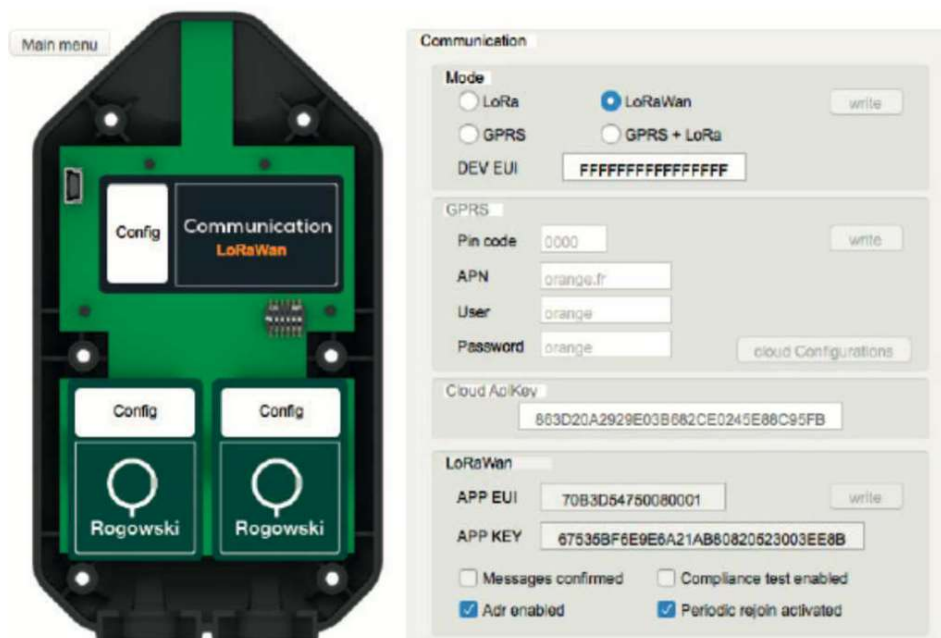 Main menu
Config
Communication
LoRaWan
Config
Config
Rogowski
Rogowski
Communication
Mode
LoRa
LoRaWan
write
GPRS
GPRS + LoRa
DEV EUI
FFFFFFFFFFFFFFFF
GPRS
Pin code
0000
write
APN
orange.fr
User
orange
Password
orange
cloud Configurations
Cloud ApiKey
863D20A2929E03B682CE0245E88C95FB
LoRaWan
APP EUI
70B3D54750080001
write
APP KEY
67535BF6E9E6A21AB80820523003EE8B
Messages confirmed
Compliance test enabled
Adr enabled
Periodic rejoin activated